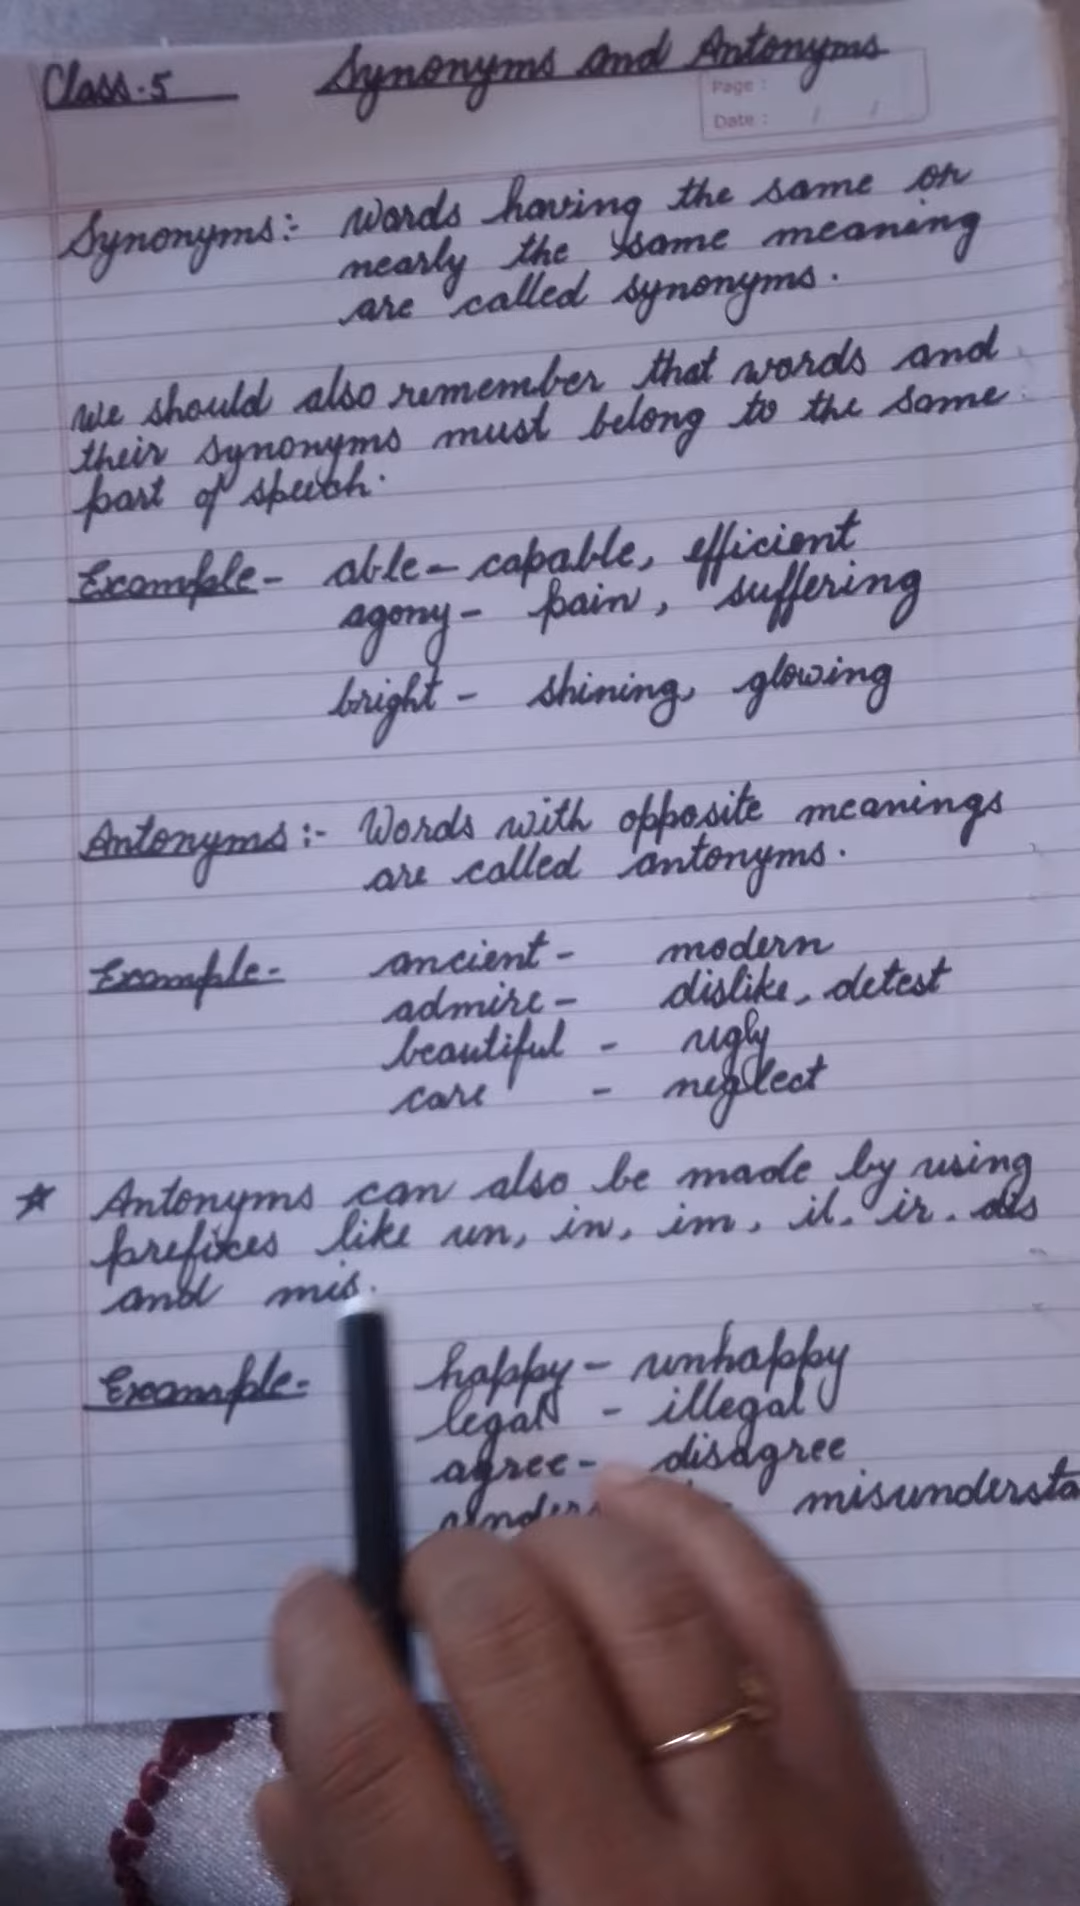 Class-5 Synonyms and Antonyms
Page :
Date : / /
Synonyms:- words having the same or
nearly the same meaning
are called synonyms.
we should also remember that words and
their synonyms must belong to the same
part of speech.
Example- able- capable, efficient
agony- pain, suffering
bright- shining, glowing
Antonyms:- Words with opposite meanings
are called antonyms.
Example- ancient- modern
admire- dislike, detest
beautiful - ugly
care - neglect
☆ Antonyms can also be made by using
prefixes like un, in, im, il, ir, dis
and mis.
Example- happy- unhappy
legal - illegal
agree- disagree
misundersta